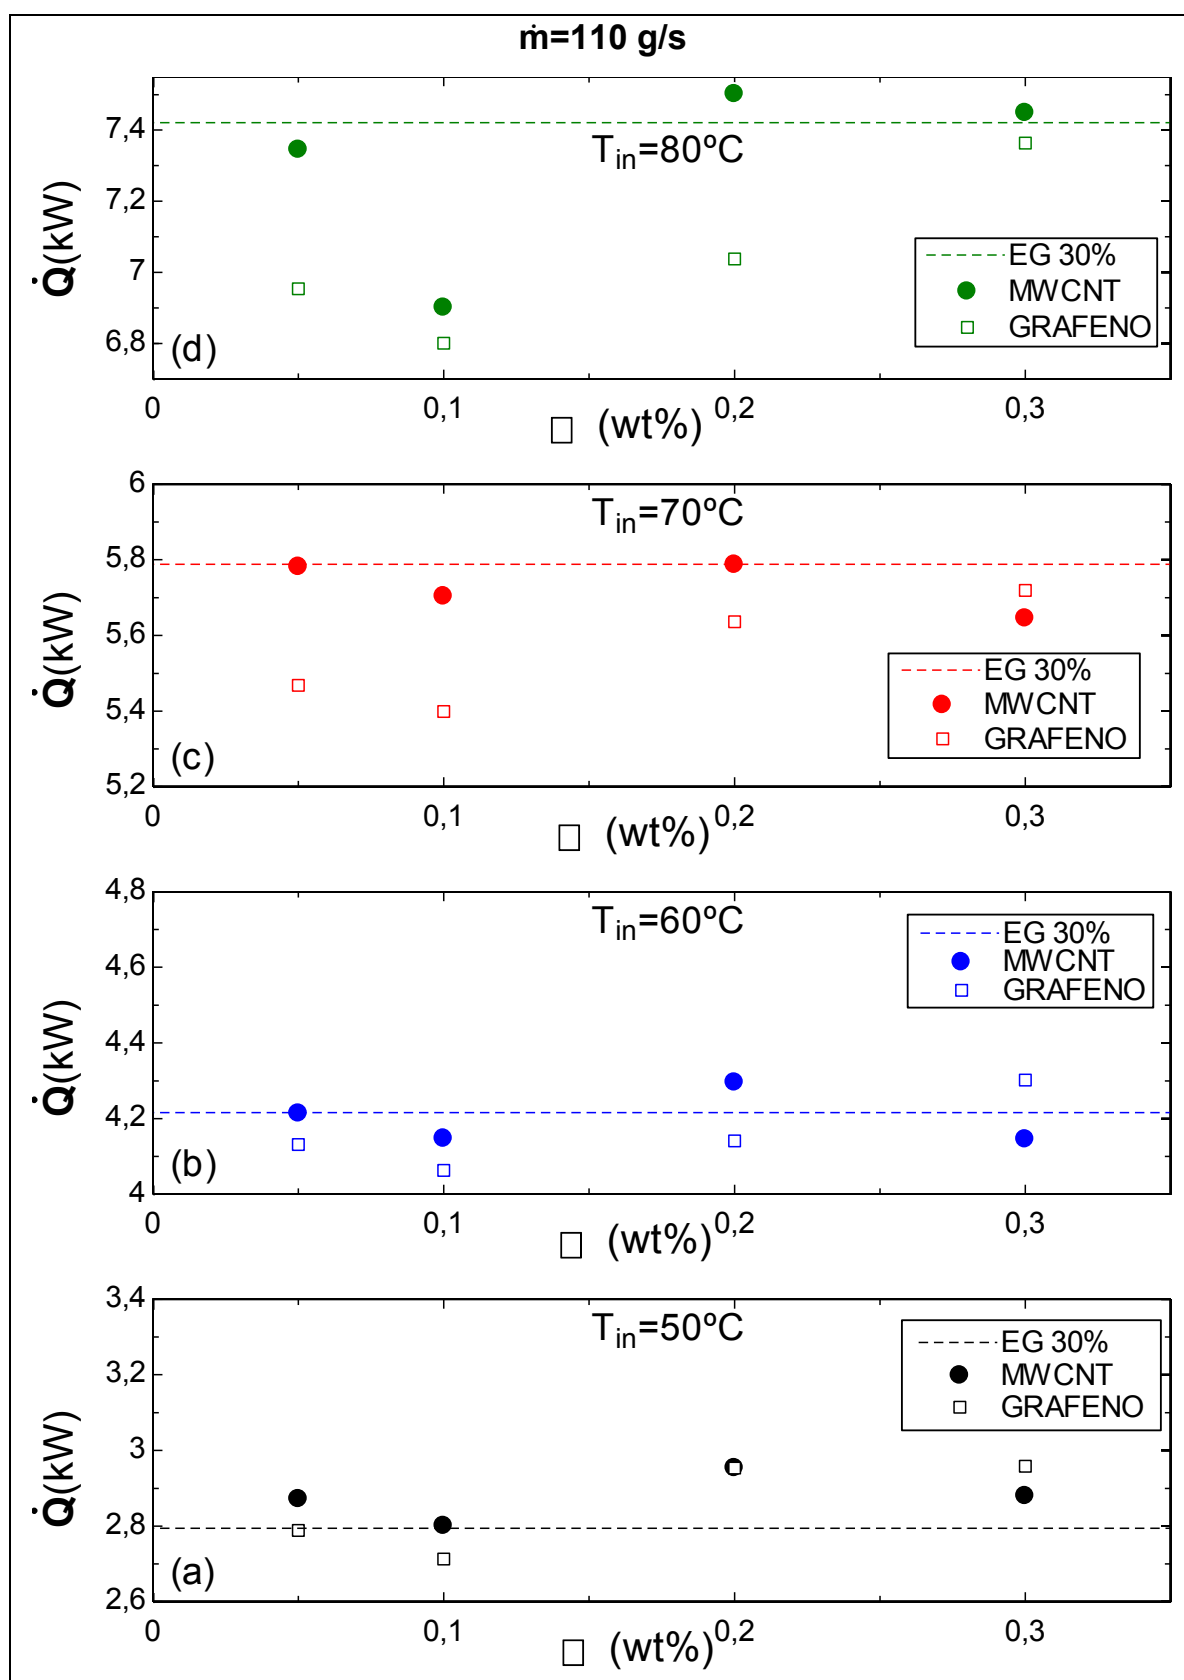 ṁ=110 g/s
7,4
7,2
7
6,8
Q̇(kW)
T_in=80ºC
EG 30%
MWCNT
GRAFENO
(d)
0 0,1 0,2 0,3
□ (wt%)
6
5,8
5,6
5,4
5,2
Q̇(kW)
T_in=70ºC
EG 30%
MWCNT
GRAFENO
(c)
0 0,1 0,2 0,3
□ (wt%)
4,8
4,6
4,4
4,2
4
Q̇(kW)
T_in=60ºC
EG 30%
MWCNT
GRAFENO
(b)
0 0,1 0,2 0,3
□ (wt%)
3,4
3,2
3
2,8
2,6
Q̇(kW)
T_in=50ºC
EG 30%
MWCNT
GRAFENO
(a)
0 0,1 0,2 0,3
□ (wt%)